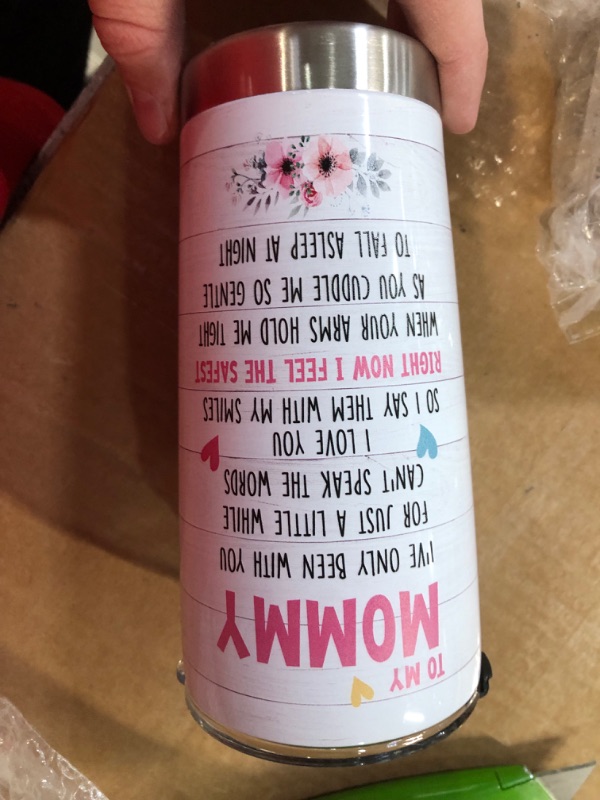 TO MY
MOMMY
I'VE ONLY BEEN WITH YOU
FOR JUST A LITTLE WHILE
CAN'T SPEAK THE WORDS
I LOVE YOU
SO I SAY THEM WITH MY SMILES
RIGHT NOW I FEEL THE SAFEST
WHEN YOUR ARMS HOLD ME TIGHT
AS YOU CUDDLE ME SO GENTLE
TO FALL ASLEEP AT NIGHT